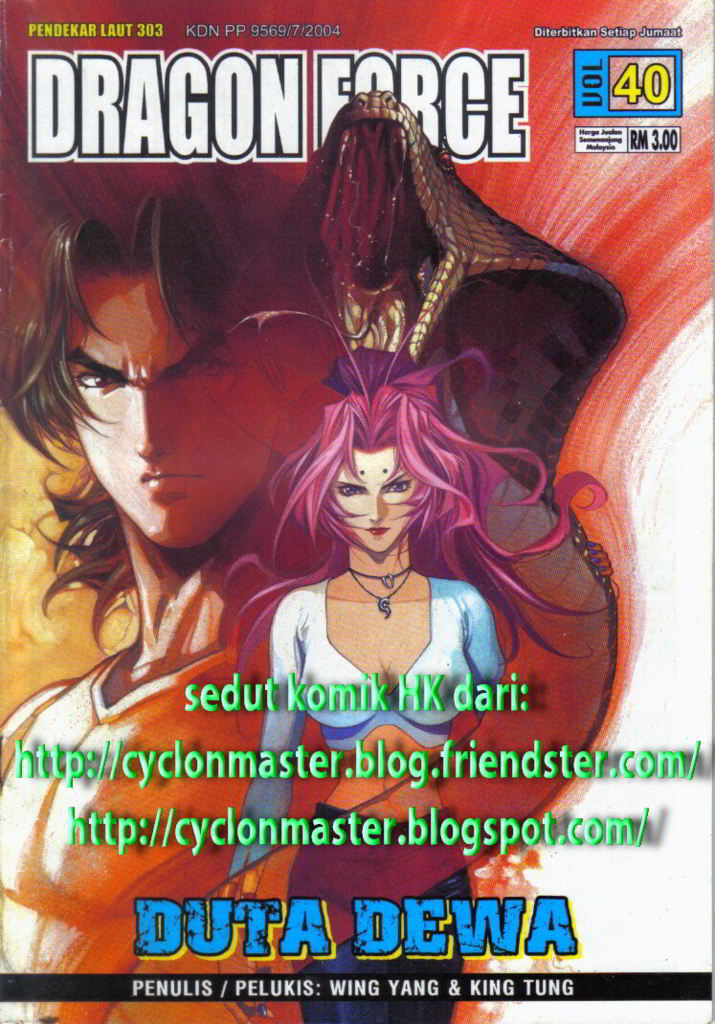 PENDEKAR LAUT 303 KDN PP 9569/7/2004 Diterbitkan Setiap Jumaat
DRAGON FORCE
VOL 40
Harga Jualan
Semenanjung
Malaysia
RM 3.00
sedut komik HK dari:
http://cyclonmaster.blog.friendster.com/
http://cyclonmaster.blogspot.com/
DUTA DEWA
PENULIS / PELUKIS: WING YANG & KING TUNG